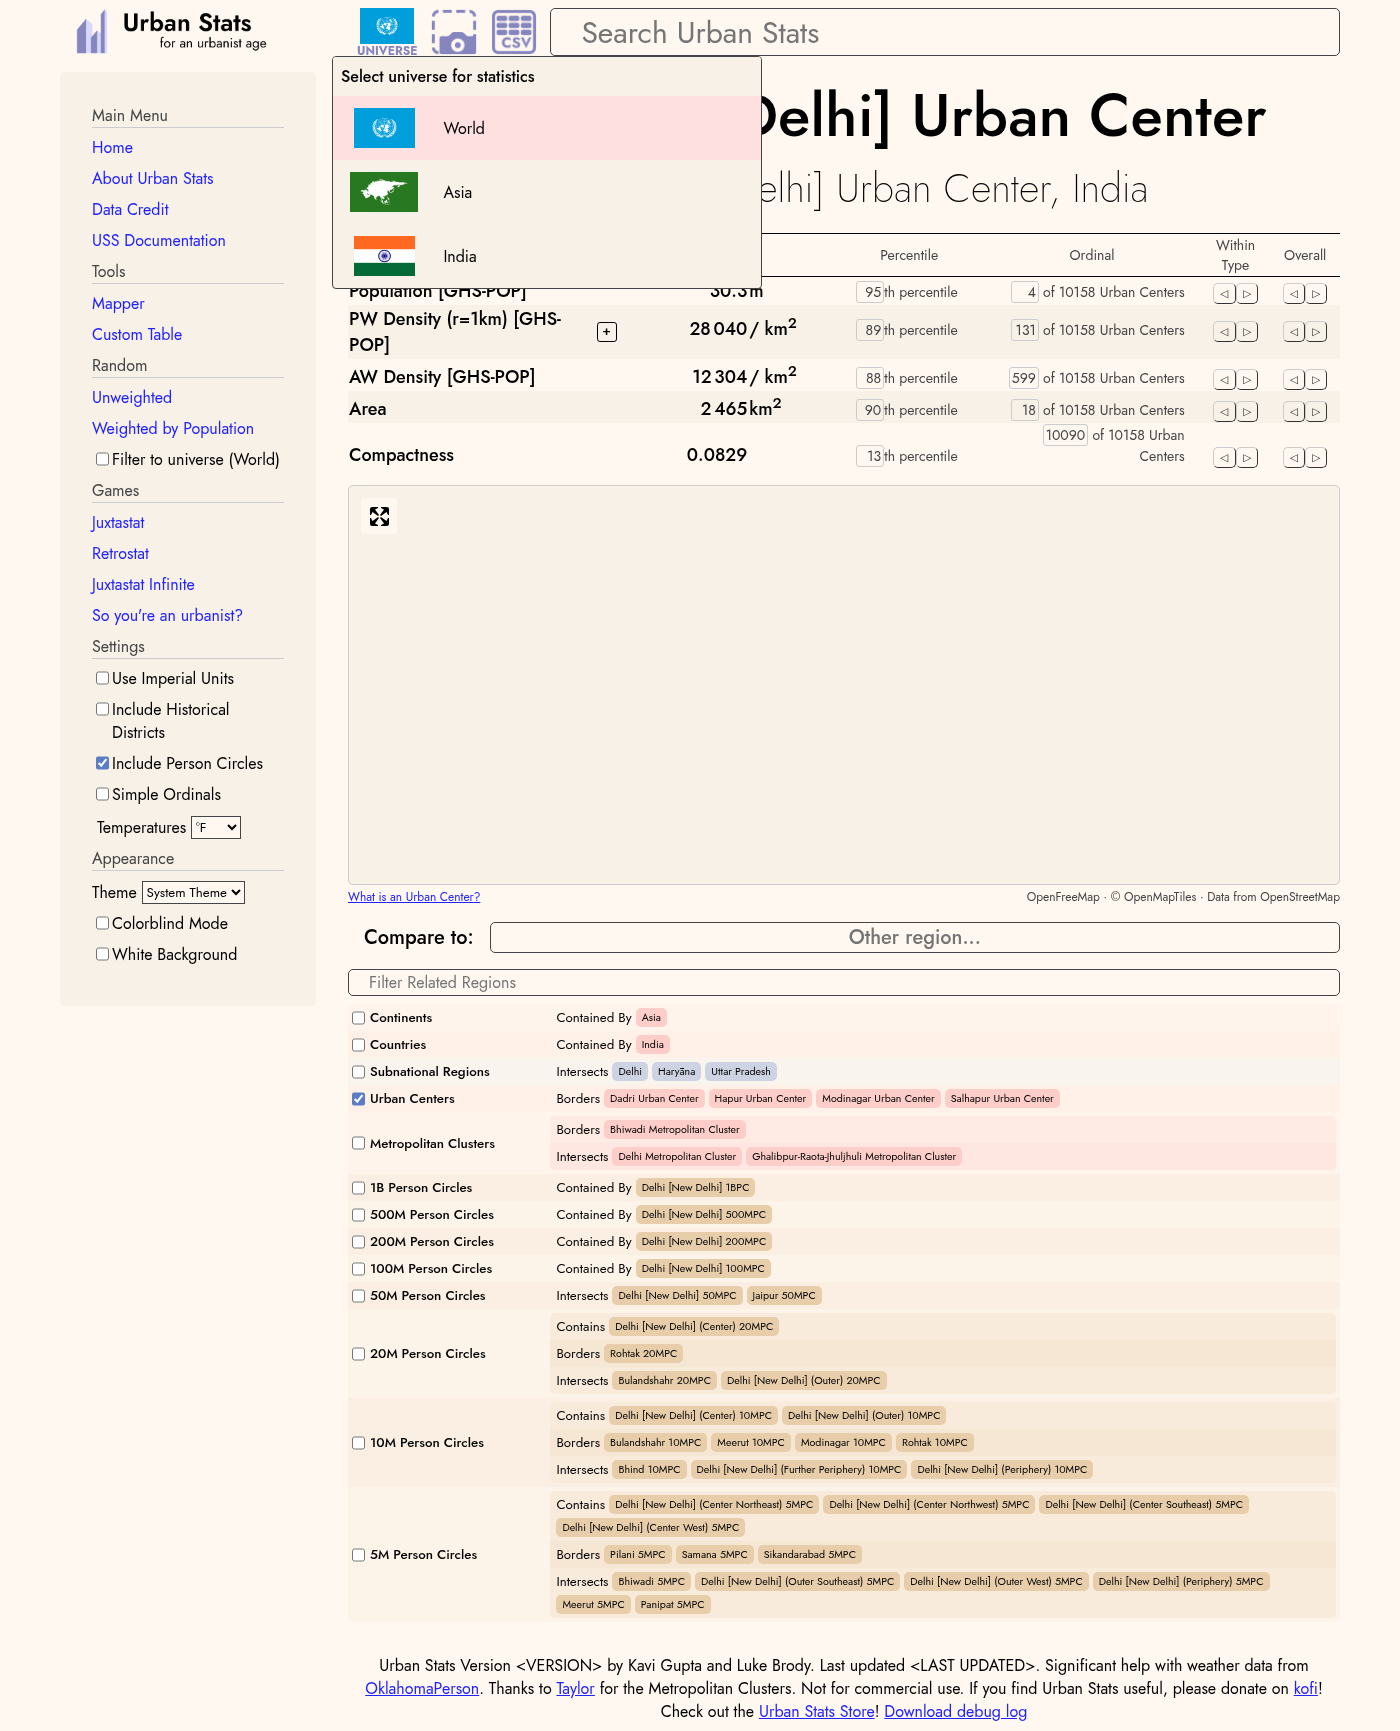 Urban Stats
for an urbanist age
UNIVERSE
CSV
Search Urban Stats
Select universe for statistics
World
Asia
India
Delhi] Urban Center
elhi] Urban Center, India
Main Menu
Home
About Urban Stats
Data Credit
USS Documentation
Tools
Mapper
Custom Table
Random
Unweighted
Weighted by Population
Filter to universe (World)
Games
Juxtastat
Retrostat
Juxtastat Infinite
So you're an urbanist?
Settings
Use Imperial Units
Include Historical
Districts
Include Person Circles
Simple Ordinals
Temperatures °F
Appearance
Theme System Theme
Colorblind Mode
White Background
Percentile Ordinal Within Type Overall
Population [GHS-POP] 30.3m 95th percentile 4 of 10158 Urban Centers
PW Density (r=1km) [GHS-
POP] + 28 040 / km2 89th percentile 131 of 10158 Urban Centers
AW Density [GHS-POP] 12 304 / km2 88th percentile 599 of 10158 Urban Centers
Area 2 465 km2 90th percentile 18 of 10158 Urban Centers
Compactness 0.0829 13th percentile 10090 of 10158 Urban
Centers
What is an Urban Center?
OpenFreeMap · © OpenMapTiles · Data from OpenStreetMap
Compare to: Other region...
Filter Related Regions
Continents Contained By Asia
Countries Contained By India
Subnational Regions Intersects Delhi Haryāna Uttar Pradesh
Urban Centers Borders Dadri Urban Center Hapur Urban Center Modinagar Urban Center Salhapur Urban Center
Metropolitan Clusters
Borders Bhiwadi Metropolitan Cluster
Intersects Delhi Metropolitan Cluster Ghalibpur-Raota-Jhuljhuli Metropolitan Cluster
1B Person Circles Contained By Delhi [New Delhi] 1BPC
500M Person Circles Contained By Delhi [New Delhi] 500MPC
200M Person Circles Contained By Delhi [New Delhi] 200MPC
100M Person Circles Contained By Delhi [New Delhi] 100MPC
50M Person Circles Intersects Delhi [New Delhi] 50MPC Jaipur 50MPC
20M Person Circles
Contains Delhi [New Delhi] (Center) 20MPC
Borders Rohtak 20MPC
Intersects Bulandshahr 20MPC Delhi [New Delhi] (Outer) 20MPC
10M Person Circles
Contains Delhi [New Delhi] (Center) 10MPC Delhi [New Delhi] (Outer) 10MPC
Borders Bulandshahr 10MPC Meerut 10MPC Modinagar 10MPC Rohtak 10MPC
Intersects Bhind 10MPC Delhi [New Delhi] (Further Periphery) 10MPC Delhi [New Delhi] (Periphery) 10MPC
5M Person Circles
Contains Delhi [New Delhi] (Center Northeast) 5MPC Delhi [New Delhi] (Center Northwest) 5MPC Delhi [New Delhi] (Center Southeast) 5MPC
Delhi [New Delhi] (Center West) 5MPC
Borders Pilani 5MPC Samana 5MPC Sikandarabad 5MPC
Intersects Bhiwadi 5MPC Delhi [New Delhi] (Outer Southeast) 5MPC Delhi [New Delhi] (Outer West) 5MPC Delhi [New Delhi] (Periphery) 5MPC
Meerut 5MPC Panipat 5MPC
Urban Stats Version <VERSION> by Kavi Gupta and Luke Brody. Last updated <LAST UPDATED>. Significant help with weather data from
OklahomaPerson. Thanks to Taylor for the Metropolitan Clusters. Not for commercial use. If you find Urban Stats useful, please donate on kofi!
Check out the Urban Stats Store! Download debug log